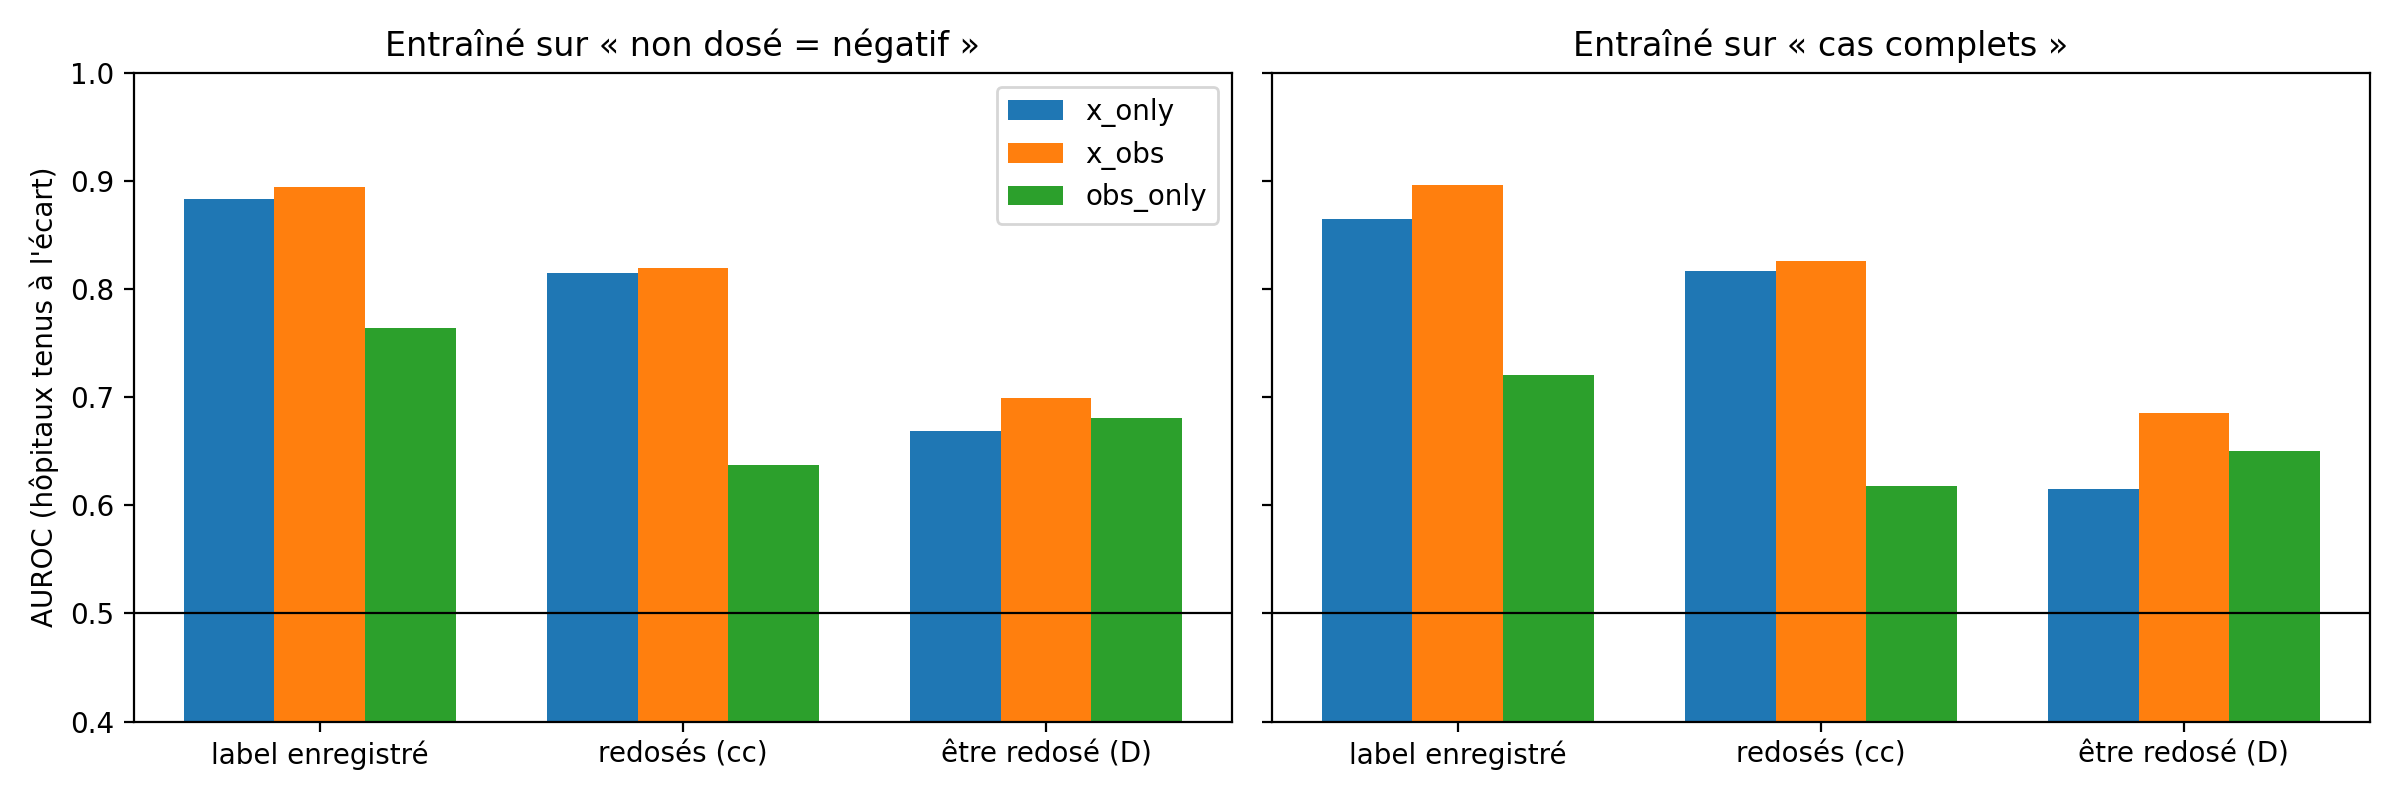 Entraîné sur « non dosé = négatif »
Entraîné sur « cas complets »
AUROC (hôpitaux tenus à l'écart)
1.0
0.9
0.8
0.7
0.6
0.5
0.4
x_only
x_obs
obs_only
label enregistré
redosés (cc)
être redosé (D)
label enregistré
redosés (cc)
être redosé (D)